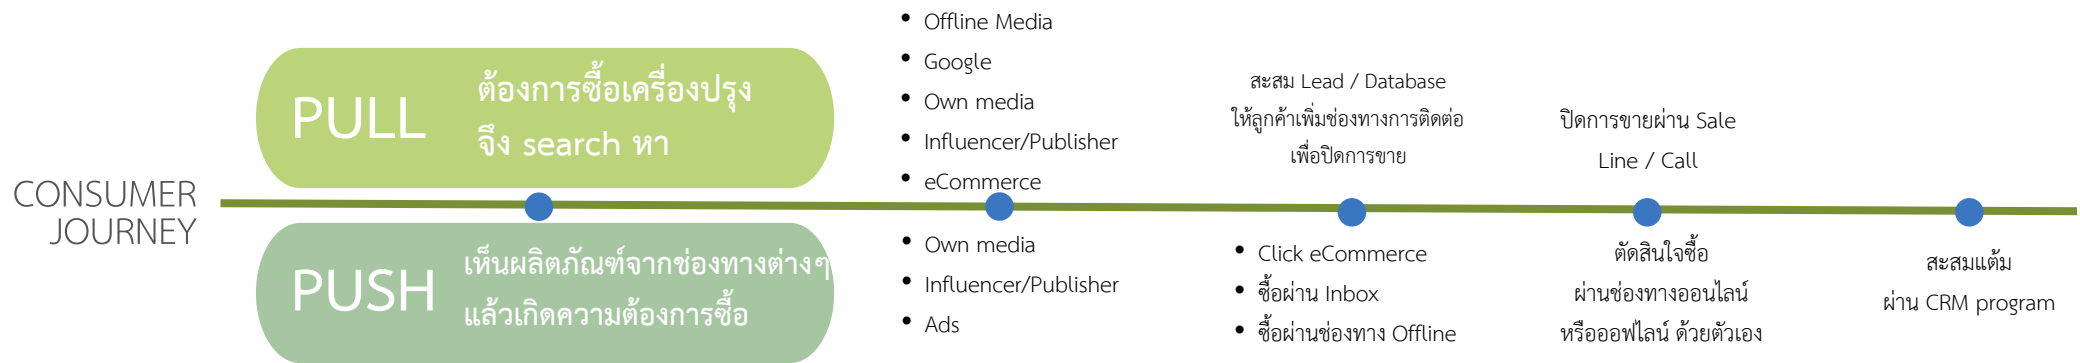 CONSUMER
JOURNEY
PULL
ต้องการซื้อเครื่องปรุง
จึง search หา
PUSH
เห็นผลิตภัณฑ์จากช่องทางต่างๆ
แล้วเกิดความต้องการซื้อ
• Offline Media
• Google
• Own media
• Influencer/Publisher
• eCommerce
• Own media
• Influencer/Publisher
• Ads
สะสม Lead / Database
ให้ลูกค้าเพิ่มช่องทางการติดต่อ
เพื่อปิดการขาย
• Click eCommerce
• ซื้อผ่าน Inbox
• ซื้อผ่านช่องทาง Offline
ปิดการขายผ่าน Sale
Line / Call
ตัดสินใจซื้อ
ผ่านช่องทางออนไลน์
หรือออฟไลน์ ด้วยตัวเอง
สะสมแต้ม
ผ่าน CRM program